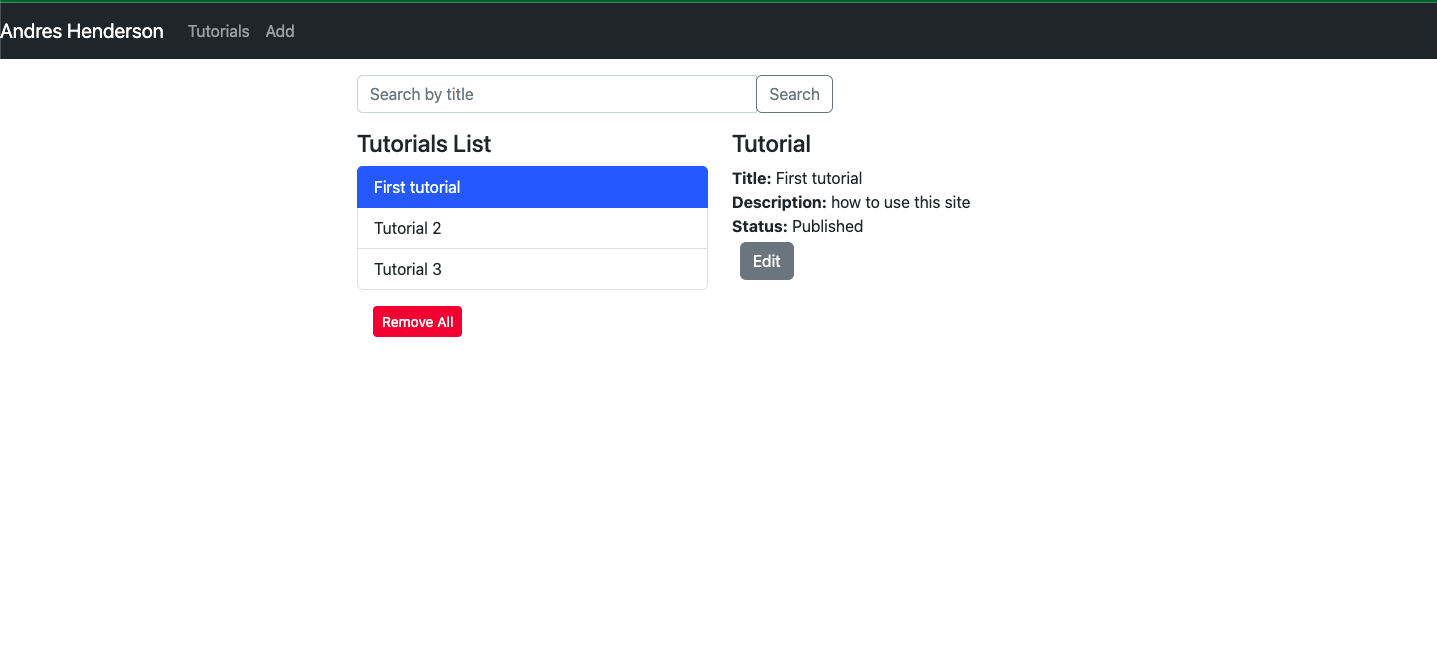 Andres Henderson Tutorials Add
Search by title Search
Tutorials List
First tutorial
Tutorial 2
Tutorial 3
Remove All
Tutorial
Title: First tutorial
Description: how to use this site
Status: Published
Edit